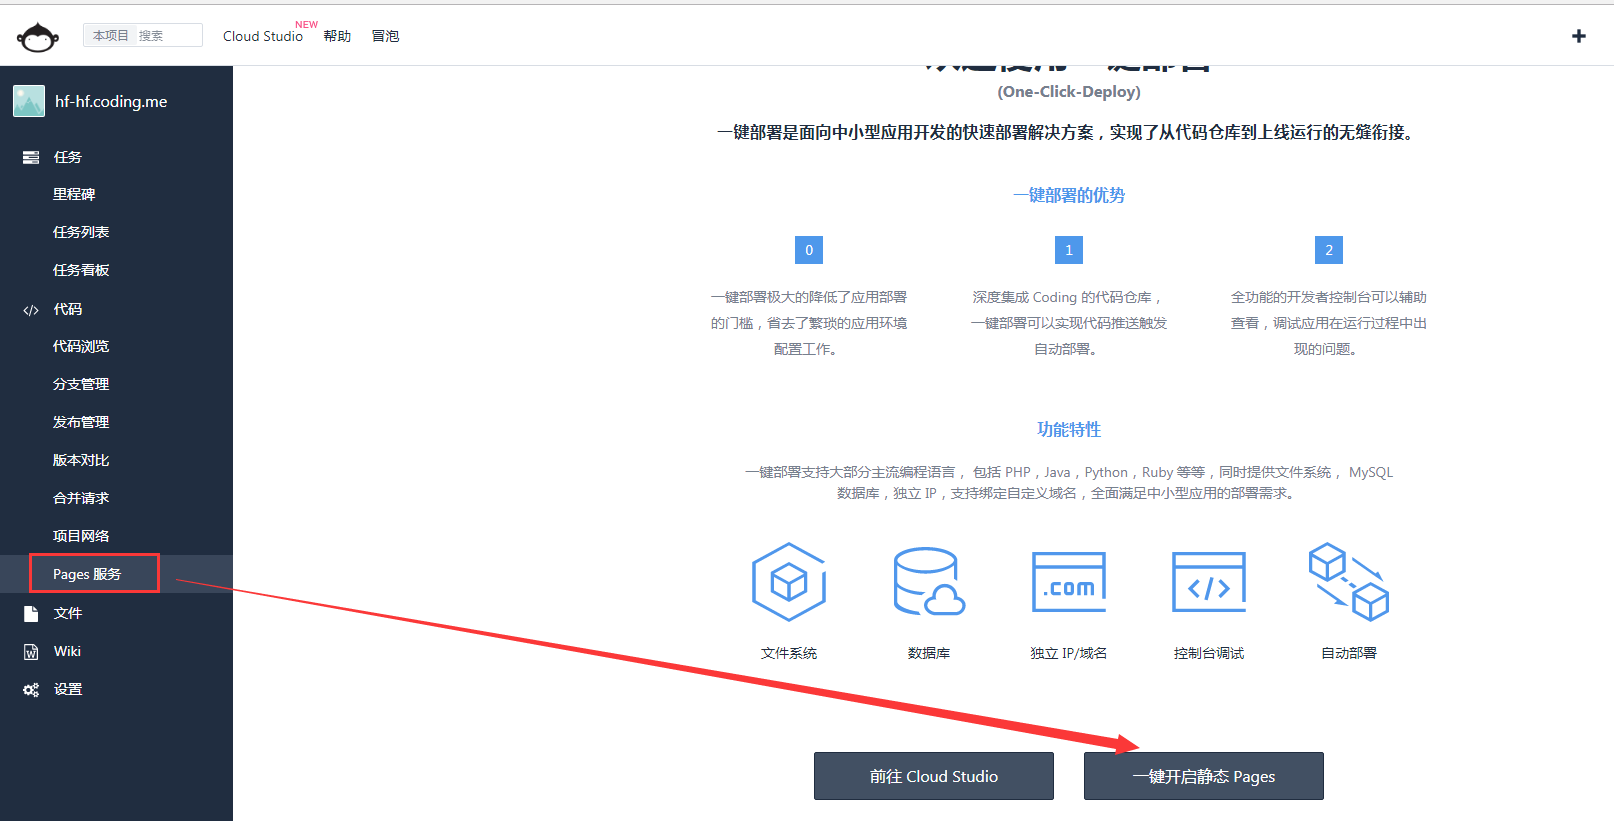 本项目 搜索 Cloud Studio NEW 帮助 冒泡
hf-hf.coding.me
任务
里程碑
任务列表
任务看板
代码
代码浏览
分支管理
发布管理
版本对比
合并请求
项目网络
Pages 服务
文件
Wiki
设置
(One-Click-Deploy)
一键部署是面向中小型应用开发的快速部署解决方案，实现了从代码仓库到上线运行的无缝衔接。
一键部署的优势
0
一键部署极大的降低了应用部署
的门槛，省去了繁琐的应用环境
配置工作。
1
深度集成 Coding 的代码仓库，
一键部署可以实现代码推送触发
自动部署。
2
全功能的开发者控制台可以辅助
查看，调试应用在运行过程中出
现的问题。
功能特性
一键部署支持大部分主流编程语言， 包括 PHP，Java，Python，Ruby 等等，同时提供文件系统， MySQL
数据库，独立 IP，支持绑定自定义域名，全面满足中小型应用的部署需求。
.com
</>
文件系统
数据库
独立 IP/域名
控制台调试
自动部署
前往 Cloud Studio
一键开启静态 Pages